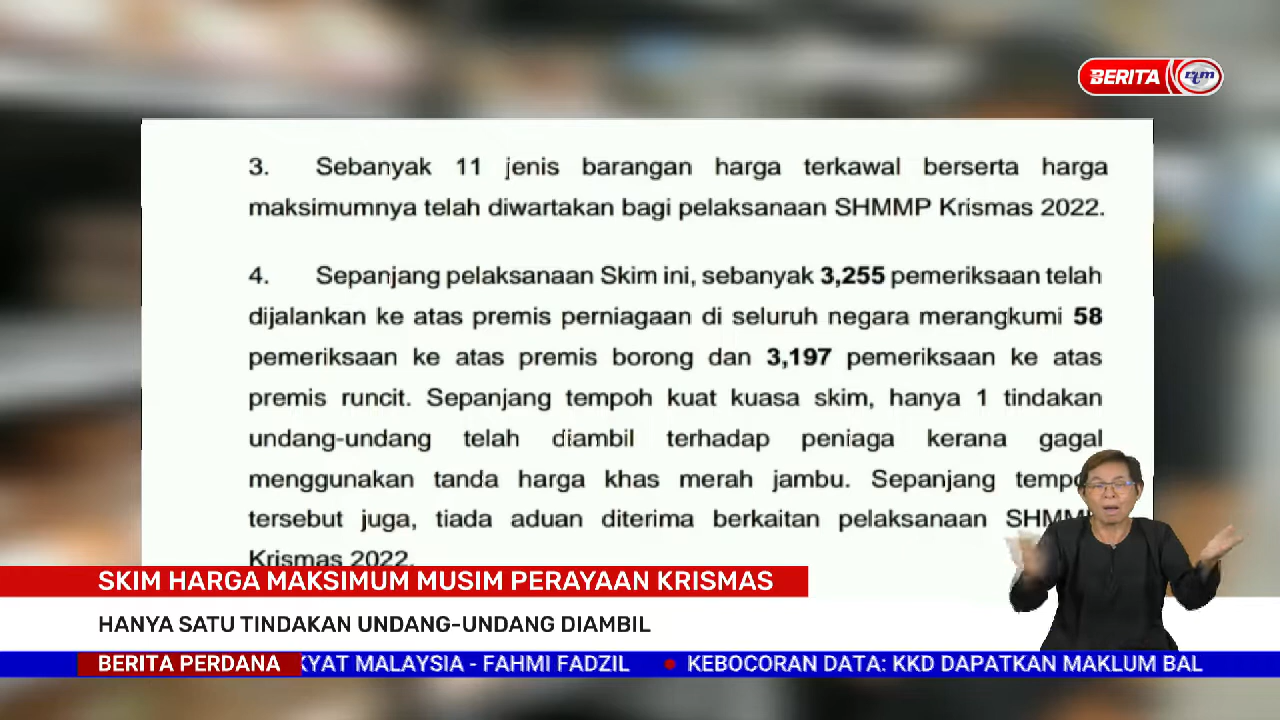 BERITA rtm
3. Sebanyak 11 jenis barangan harga terkawal berserta harga
maksimumnya telah diwartakan bagi pelaksanaan SHMMP Krismas 2022.
4. Sepanjang pelaksanaan Skim ini, sebanyak 3,255 pemeriksaan telah
dijalankan ke atas premis perniagaan di seluruh negara merangkumi 58
pemeriksaan ke atas premis borong dan 3,197 pemeriksaan ke atas
premis runcit. Sepanjang tempoh kuat kuasa skim, hanya 1 tindakan
undang-undang telah diambil terhadap peniaga kerana gagal
menggunakan tanda harga khas merah jambu. Sepanjang tempo
tersebut juga, tiada aduan diterima berkaitan pelaksanaan SHMM
Krismas 2022.
SKIM HARGA MAKSIMUM MUSIM PERAYAAN KRISMAS
HANYA SATU TINDAKAN UNDANG-UNDANG DIAMBIL
BERITA PERDANA KYAT MALAYSIA - FAHMI FADZIL • KEBOCORAN DATA: KKD DAPATKAN MAKLUM BAL